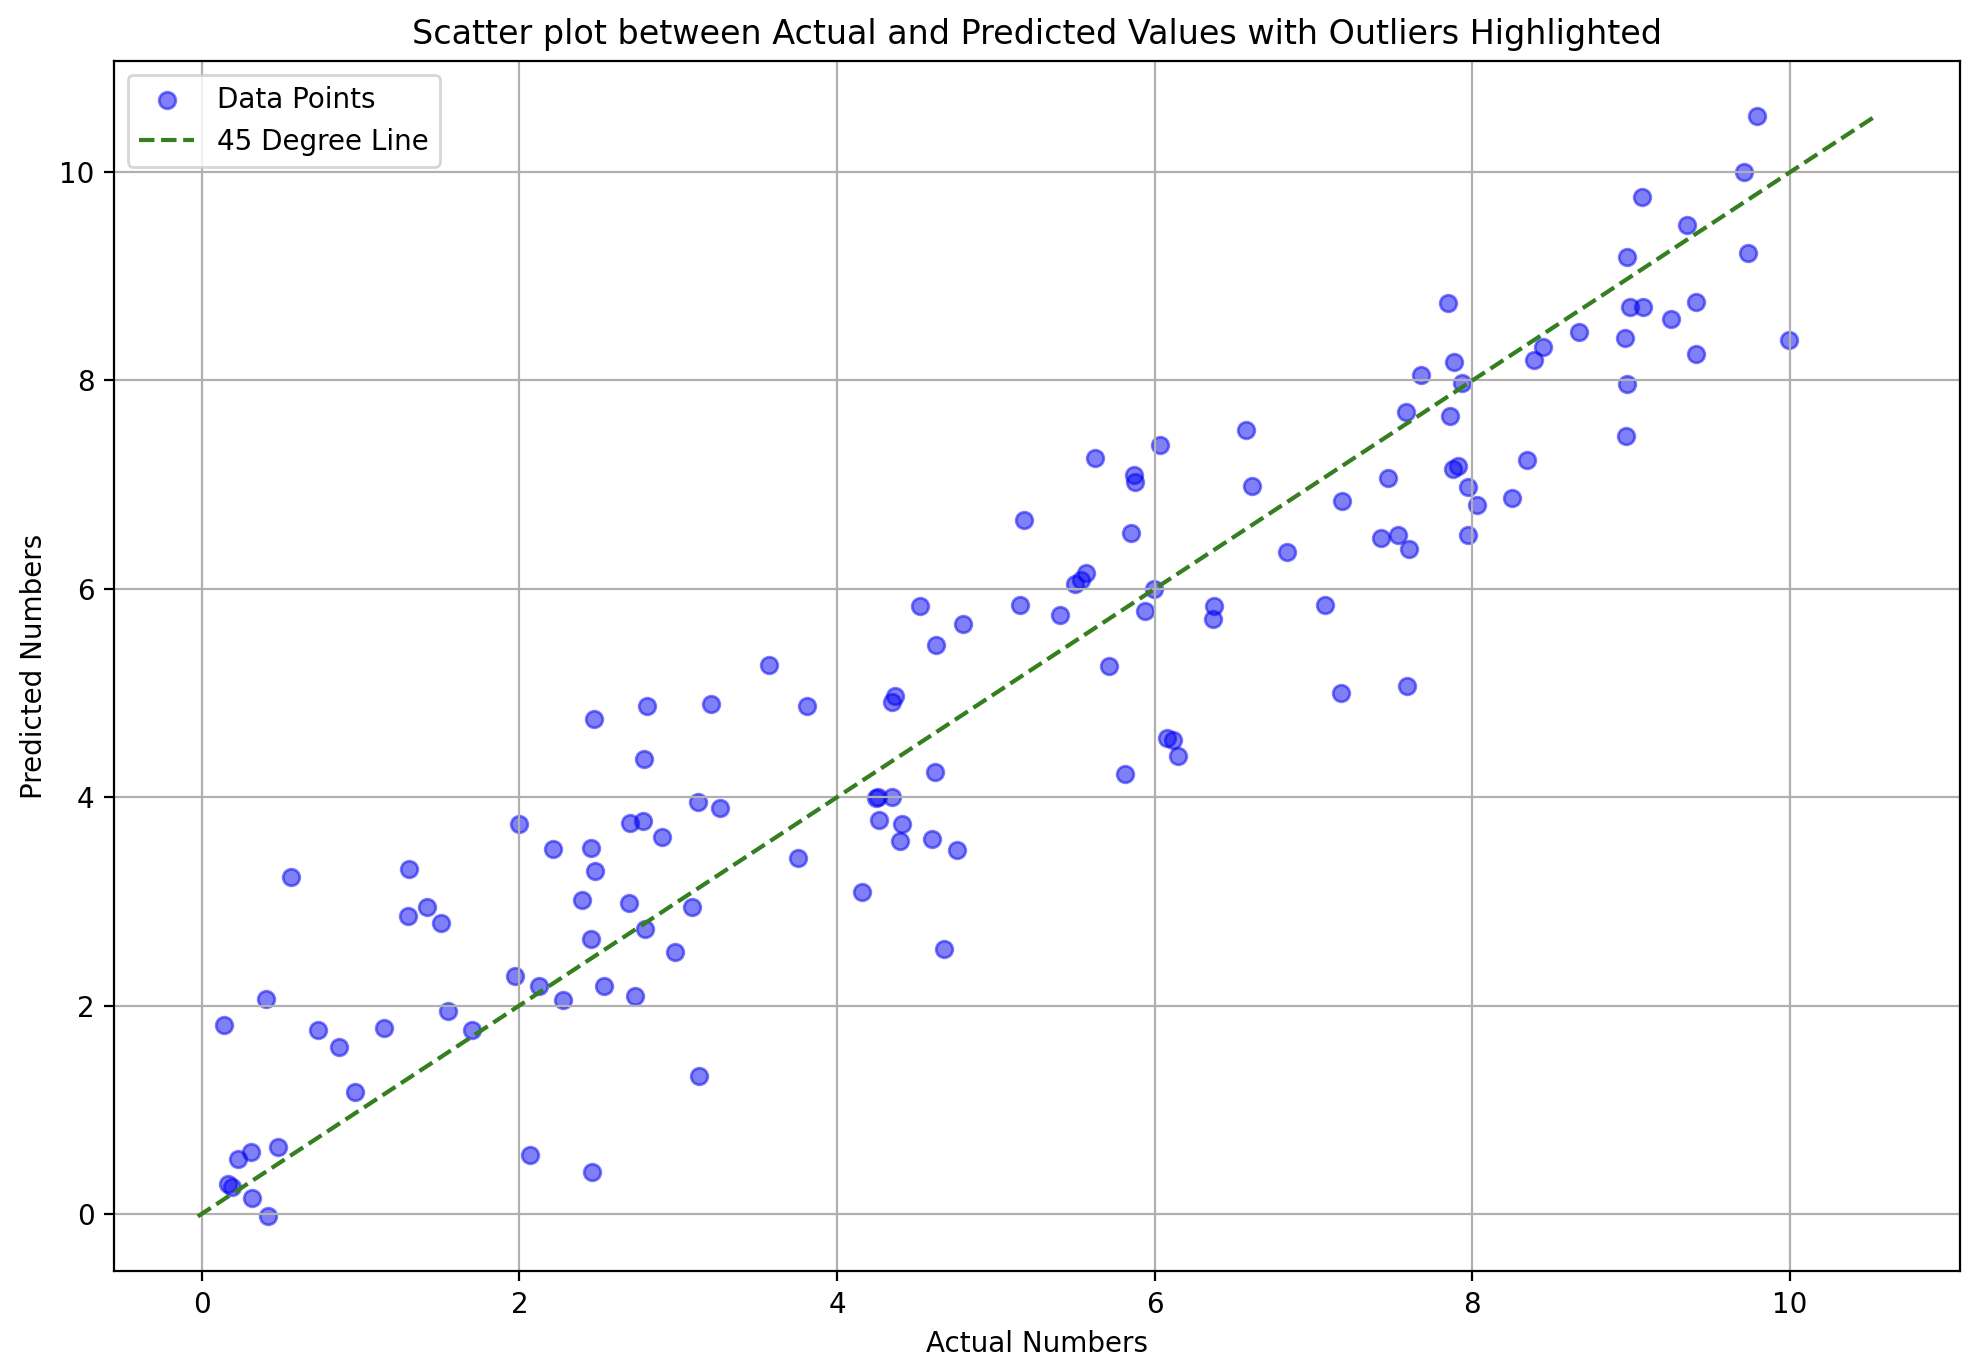 Scatter plot between Actual and Predicted Values with Outliers Highlighted
Data Points
45 Degree Line
10
8
6
4
2
0
Predicted Numbers
0 2 4 6 8 10
Actual Numbers